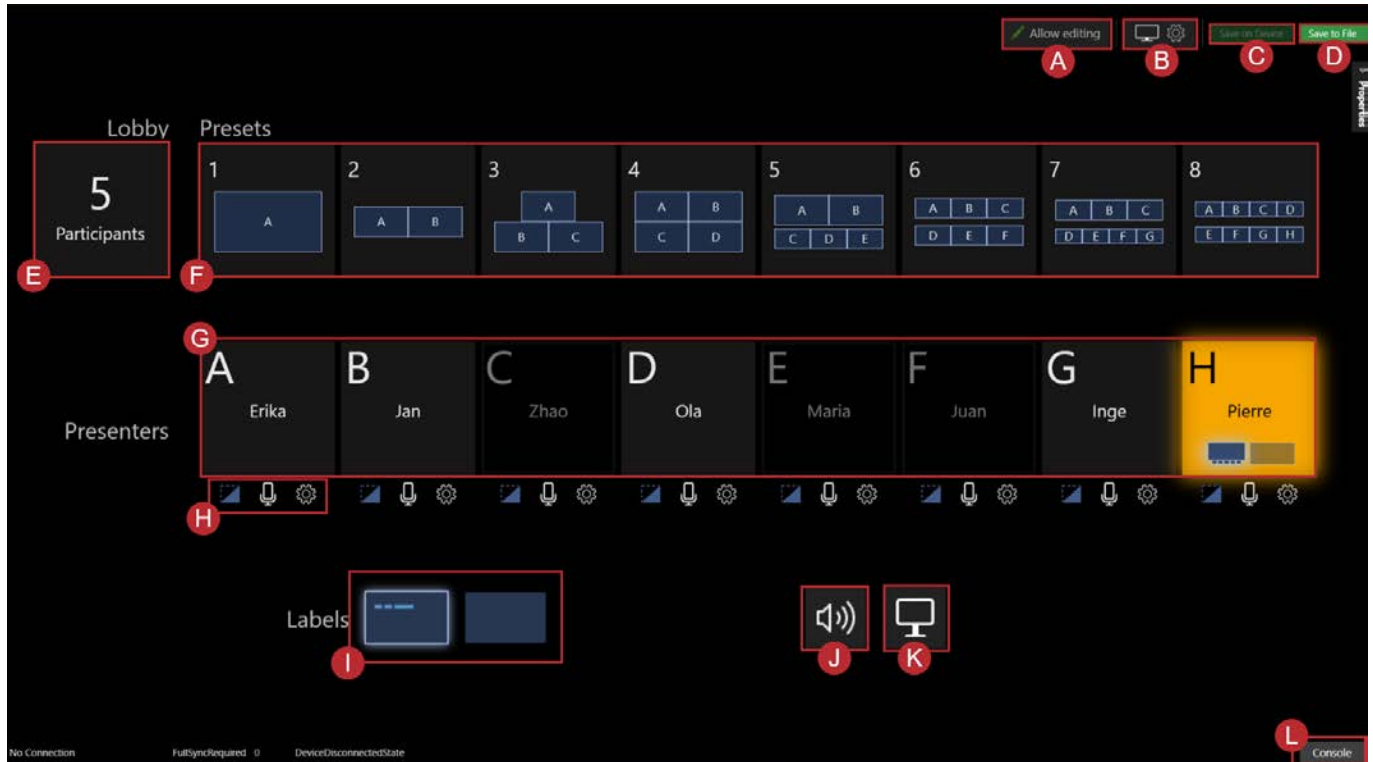 Allow editing
Save on Device
Save to File
A
B
C
D
Properties
Lobby
Presets
5
Participants
1
2
3
4
5
6
7
8
A
A B
A
B C
A B
C D
A B
C D E
A B C
D E F
A B C
D E F G
A B C D
E F G H
E
F
G
A
B
C
D
E
F
G
H
Erika
Jan
Zhao
Ola
Maria
Juan
Inge
Pierre
Presenters
H
Labels
I
J
K
L
No Connection
FullSyncRequired 0
DeviceDisconnectedState
Console